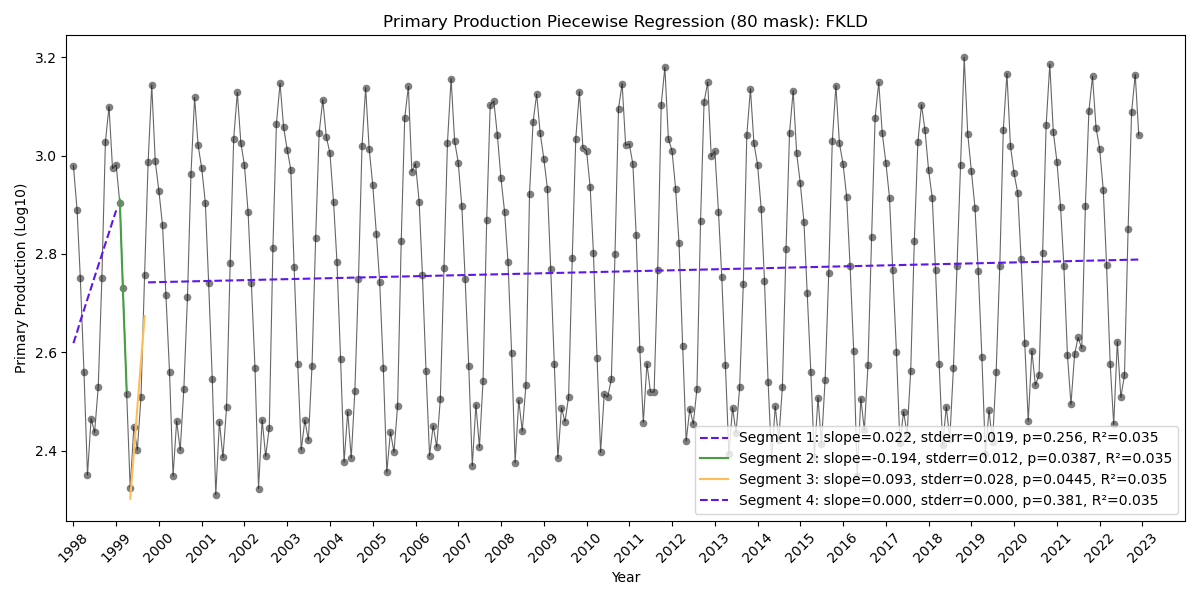 Primary Production Piecewise Regression (80 mask): FKLD
Primary Production (Log10)
3.2
3.0
2.8
2.6
2.4
Segment 1: slope=0.022, stderr=0.019, p=0.256, R²=0.035
Segment 2: slope=-0.194, stderr=0.012, p=0.0387, R²=0.035
Segment 3: slope=0.093, stderr=0.028, p=0.0445, R²=0.035
Segment 4: slope=0.000, stderr=0.000, p=0.381, R²=0.035
1998 1999 2000 2001 2002 2003 2004 2005 2006 2007 2008 2009 2010 2011 2012 2013 2014 2015 2016 2017 2018 2019 2020 2021 2022 2023
Year